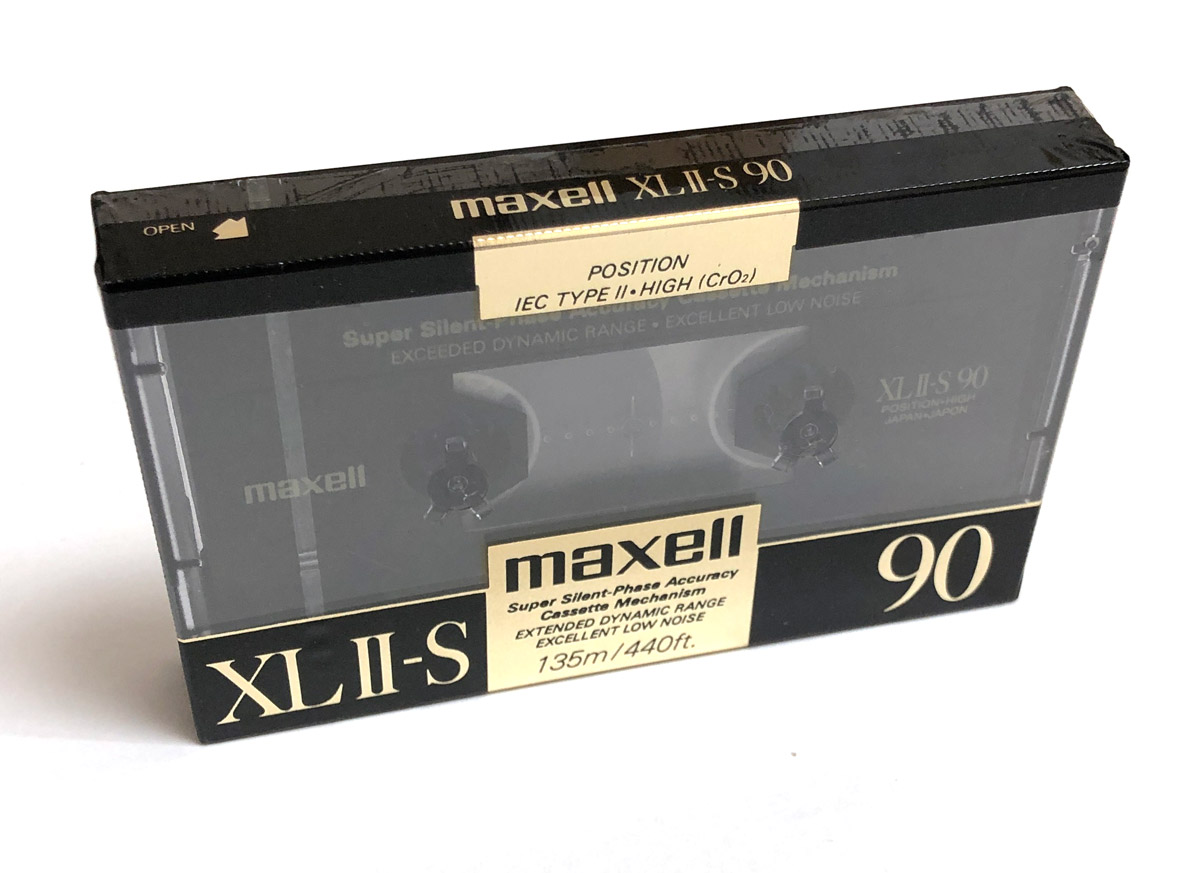 OPEN
maxell XL II-S 90
POSITION
IEC TYPE II • HIGH (CrO₂)
Super Silent-Phase Accuracy Cassette Mechanism
EXCEEDED DYNAMIC RANGE • EXCELLENT LOW NOISE
XL II-S 90
POSITION•HIGH
JAPAN•JAPON
maxell
maxell
Super Silent-Phase Accuracy
Cassette Mechanism
EXTENDED DYNAMIC RANGE
EXCELLENT LOW NOISE
135m/440ft.
XL II-S
90